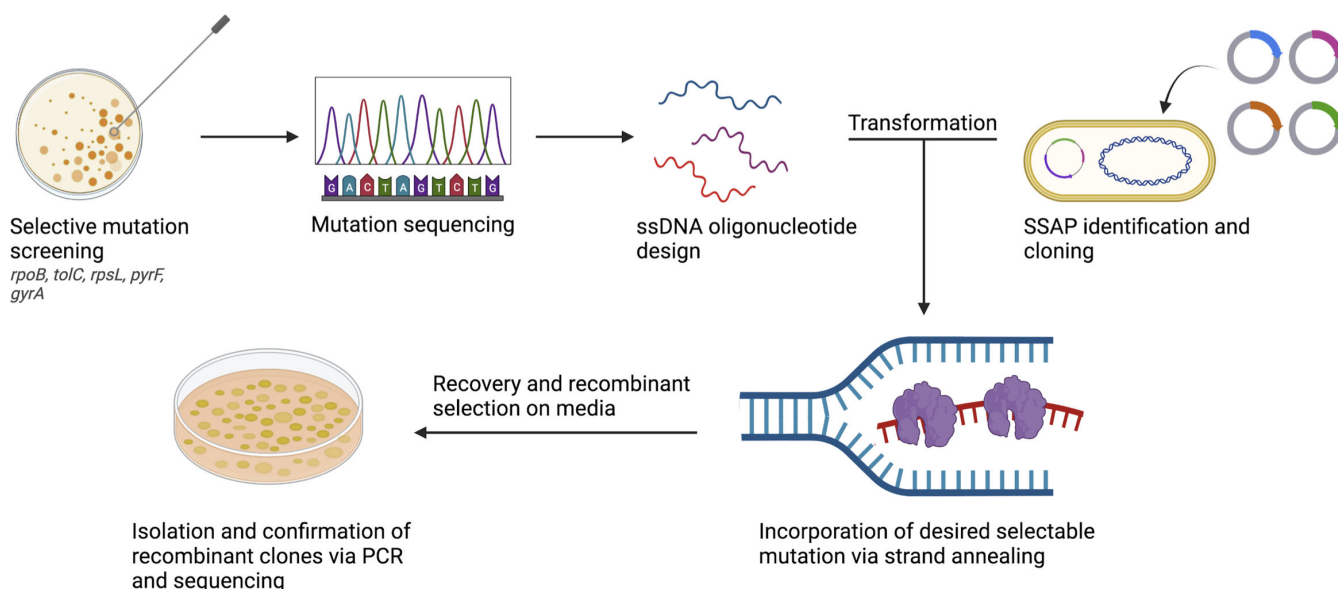 Selective mutation
screening
rpoB, tolC, rpsL, pyrF,
gyrA
G A C T A G T C T G
Mutation sequencing
ssDNA oligonucleotide
design
Transformation
SSAP identification and
cloning
Recovery and recombinant
selection on media
Isolation and confirmation of
recombinant clones via PCR
and sequencing
Incorporation of desired selectable
mutation via strand annealing